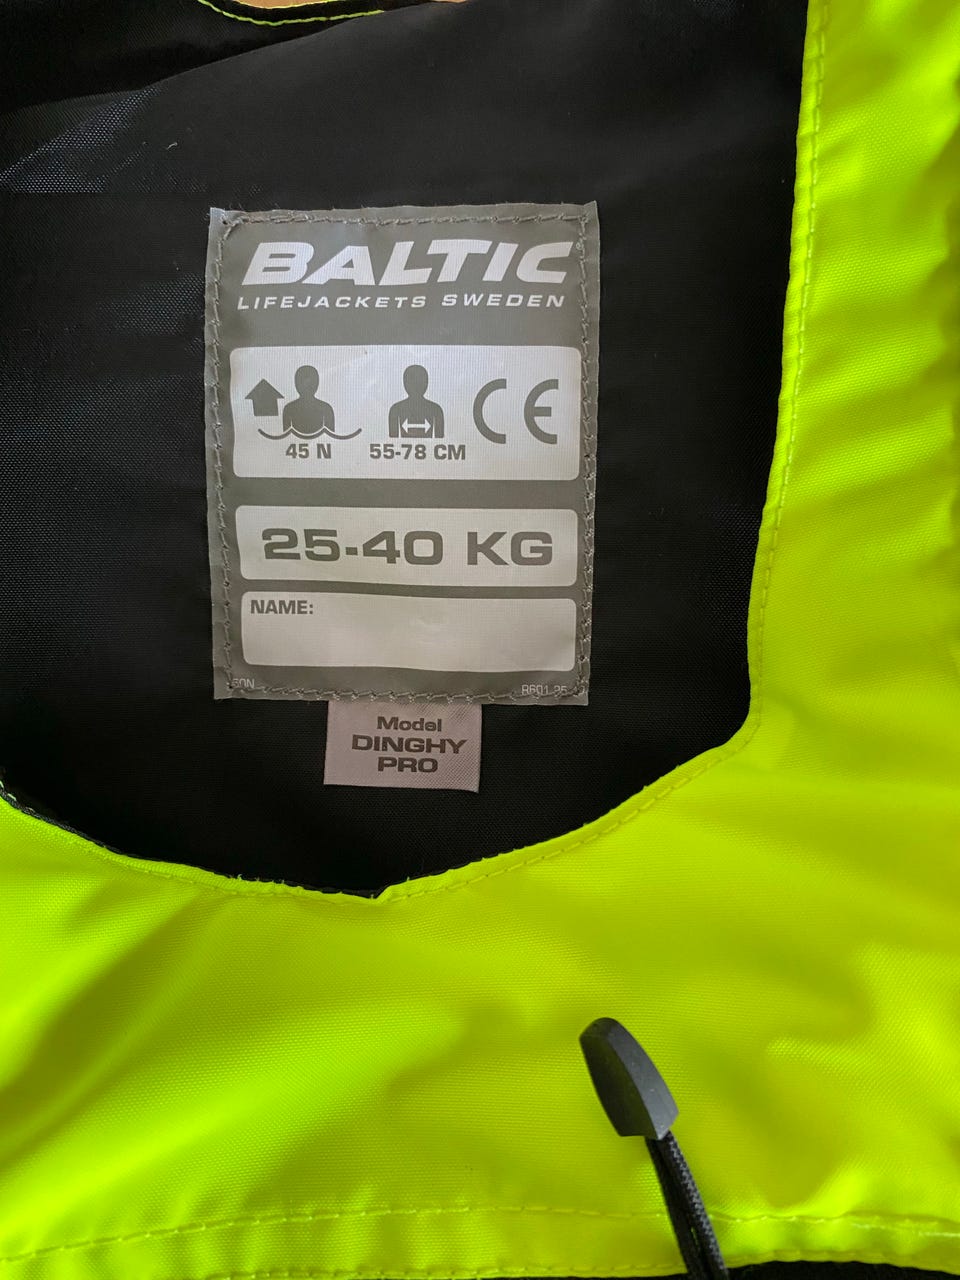 BALTIC
LIFEJACKETS SWEDEN
45 N
55-78 CM
CE
25-40 KG
NAME:
Model
DINGHY
PRO